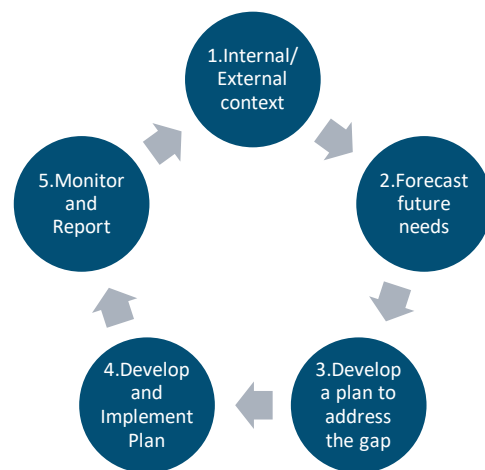 1.Internal/
External
context
2.Forecast
future
needs
3.Develop
a plan to
address
the gap
4.Develop
and
Implement
Plan
5.Monitor
and
Report